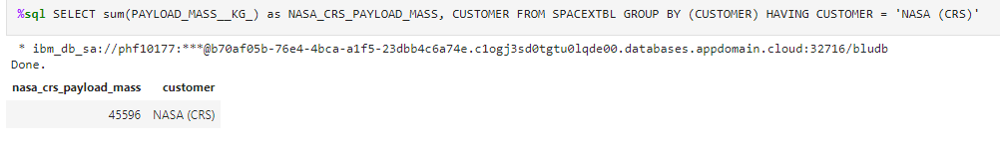 %sql SELECT sum(PAYLOAD_MASS__KG_) as NASA_CRS_PAYLOAD_MASS, CUSTOMER FROM SPACEXTBL GROUP BY (CUSTOMER) HAVING CUSTOMER = 'NASA (CRS)'
* ibm_db_sa://phf10177:***@b70af05b-76e4-4bca-a1f5-23dbb4c6a74e.c1ogj3sd0tgtu0lqde00.databases.appdomain.cloud:32716/bludb
Done.
nasa_crs_payload_mass customer
45596 NASA (CRS)